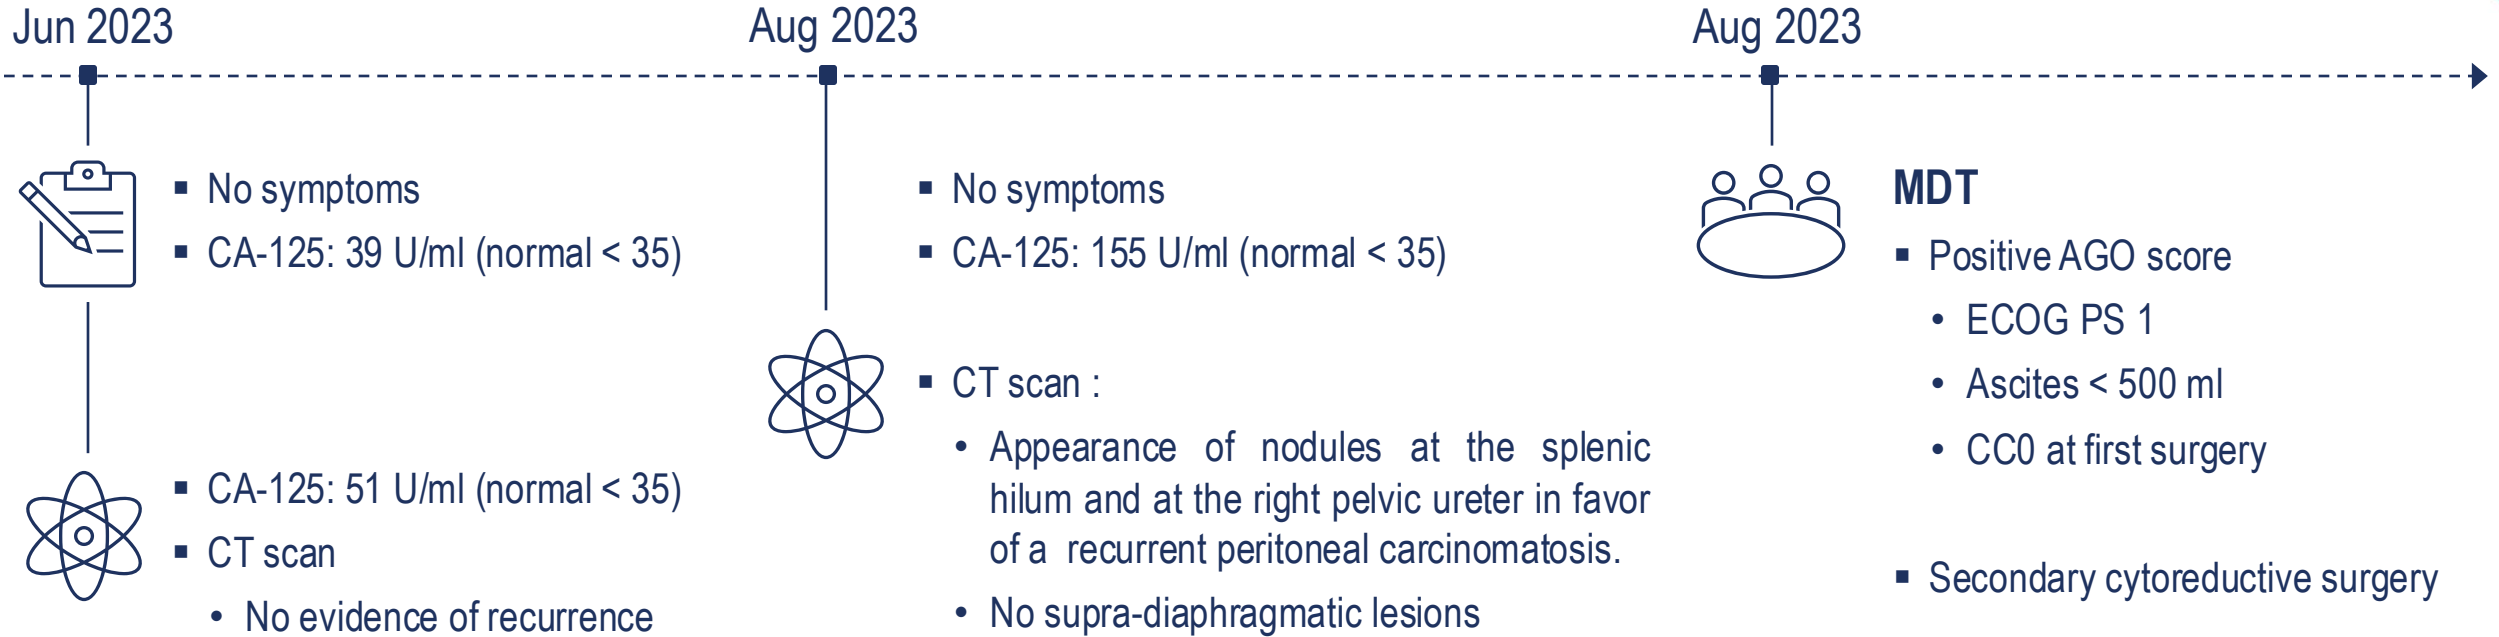 Jun 2023
▪ No symptoms
▪ CA-125: 39 U/ml (normal < 35)
▪ CA-125: 51 U/ml (normal < 35)
▪ CT scan
• No evidence of recurrence
Aug 2023
▪ No symptoms
▪ CA-125: 155 U/ml (normal < 35)
▪ CT scan :
• Appearance of nodules at the splenic
hilum and at the right pelvic ureter in favor
of a recurrent peritoneal carcinomatosis.
• No supra-diaphragmatic lesions
Aug 2023
MDT
▪ Positive AGO score
• ECOG PS 1
• Ascites < 500 ml
• CC0 at first surgery
▪ Secondary cytoreductive surgery